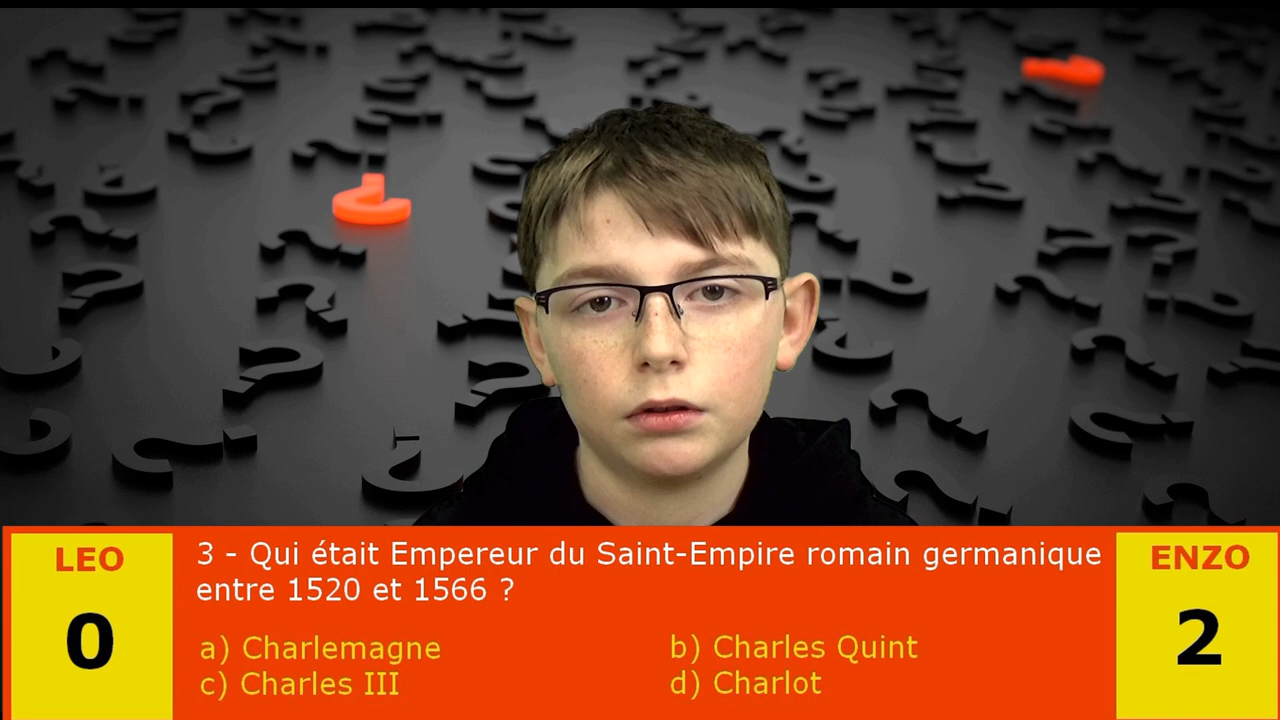 LEO
0
3 - Qui était Empereur du Saint-Empire romain germanique
entre 1520 et 1566 ?
a) Charlemagne
b) Charles Quint
c) Charles III
d) Charlot
ENZO
2